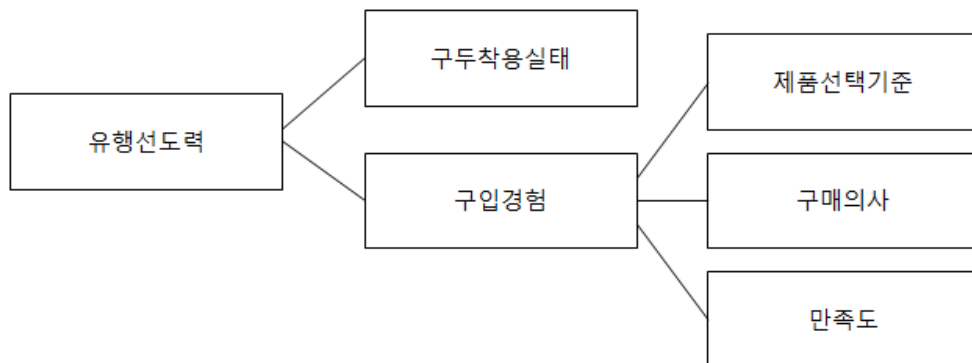 유행선도력
구두착용실태
구입경험
제품선택기준
구매의사
만족도